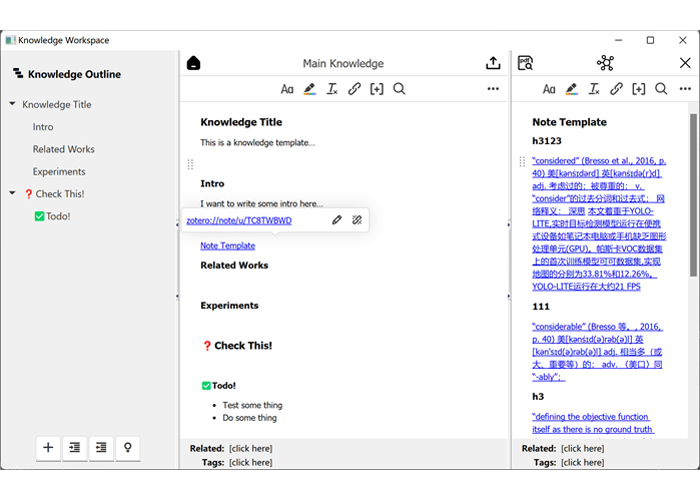 Knowledge Workspace
Knowledge Outline
Knowledge Title
Intro
Related Works
Experiments
❓Check This!
✅Todo!
Main Knowledge
Aa
Knowledge Title
This is a knowledge template...
Intro
I want to write some intro here...
zotero://note/u/TC8TWBWD
Note Template
Related Works
Experiments
❓Check This!
✅Todo!
• Test some thing
• Do some thing
Related: [click here]
Tags: [click here]
pdf
Aa
Note Template
h3123
“considered” (Bresso et al., 2016, p.
40) 美[kənśɪdərd] 英[kənśɪdə(r)d]
adj. 考虑过的； 被尊重的； v.
“consider”的过去分词和过去式； 网
络释义： 深思 本文着重于YOLO-
LITE,实时目标检测模型运行在便携
式设备如笔记本电脑或手机缺乏图形
处理单元(GPU)。帕斯卡VOC数据集
上的首次训练模型可可数据集,实现
地图的分别为33.81%和12.26%。
YOLO-LITE运行在大约21 FPS
111
“considerable” (Bresso 等。, 2016,
p. 40) 美[kənśɪd(ə)rəb(ə)l] 英
[kən'sɪd(ə)rəb(ə)l] adj. 相当多（或
大、重要等）的； adv. （美口）同
“-ably”；
h3
“defining the objective function
itself as there is no ground truth
Related: [click here]
Tags: [click here]